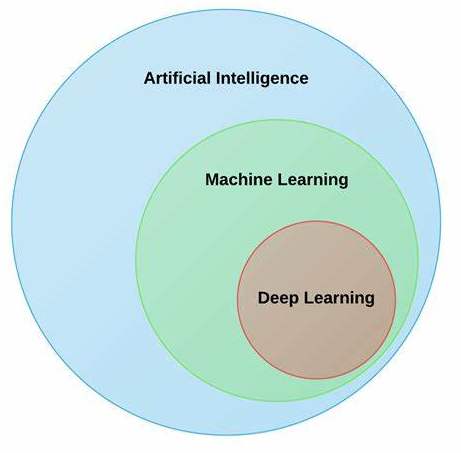 Artificial Intelligence
Machine Learning
Deep Learning